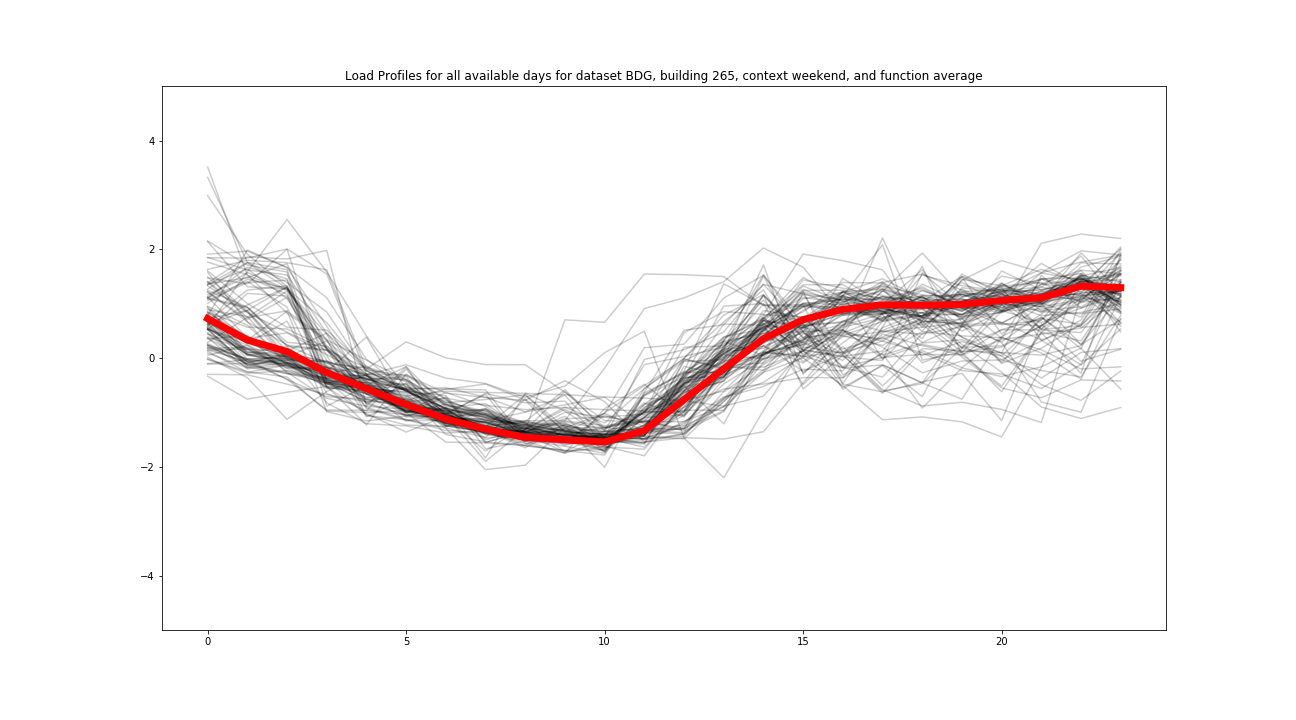 Load Profiles for all available days for dataset BDG, building 265, context weekend, and function average
4
2
0
−2
−4
0 5 10 15 20